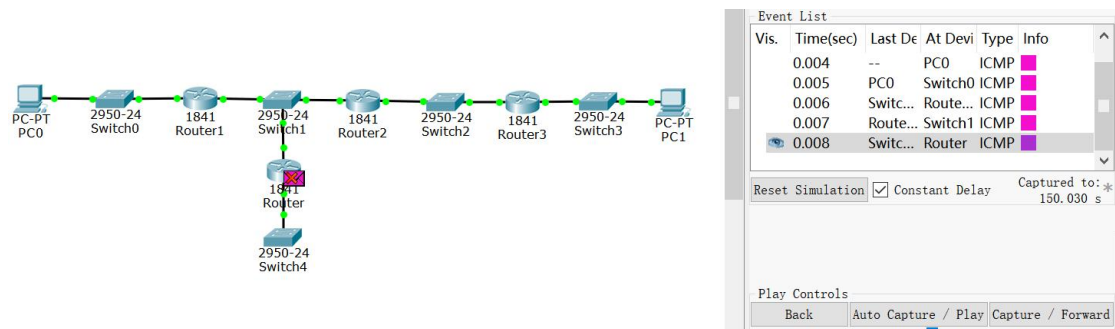 PC-PT
PC0
2950-24
Switch0
1841
Router1
2950-24
Switch1
1841
Router2
2950-24
Switch2
1841
Router3
2950-24
Switch3
PC-PT
PC1
1841
Router
2950-24
Switch4
Event List
Vis. Time(sec) Last De At Devi Type Info
0.004 -- PC0 ICMP
0.005 PC0 Switch0 ICMP
0.006 Switc... Route... ICMP
0.007 Route... Switch1 ICMP
0.008 Switc... Router ICMP
Reset Simulation Constant Delay Captured to: *
150.030 s
Play Controls
Back Auto Capture / Play Capture / Forward